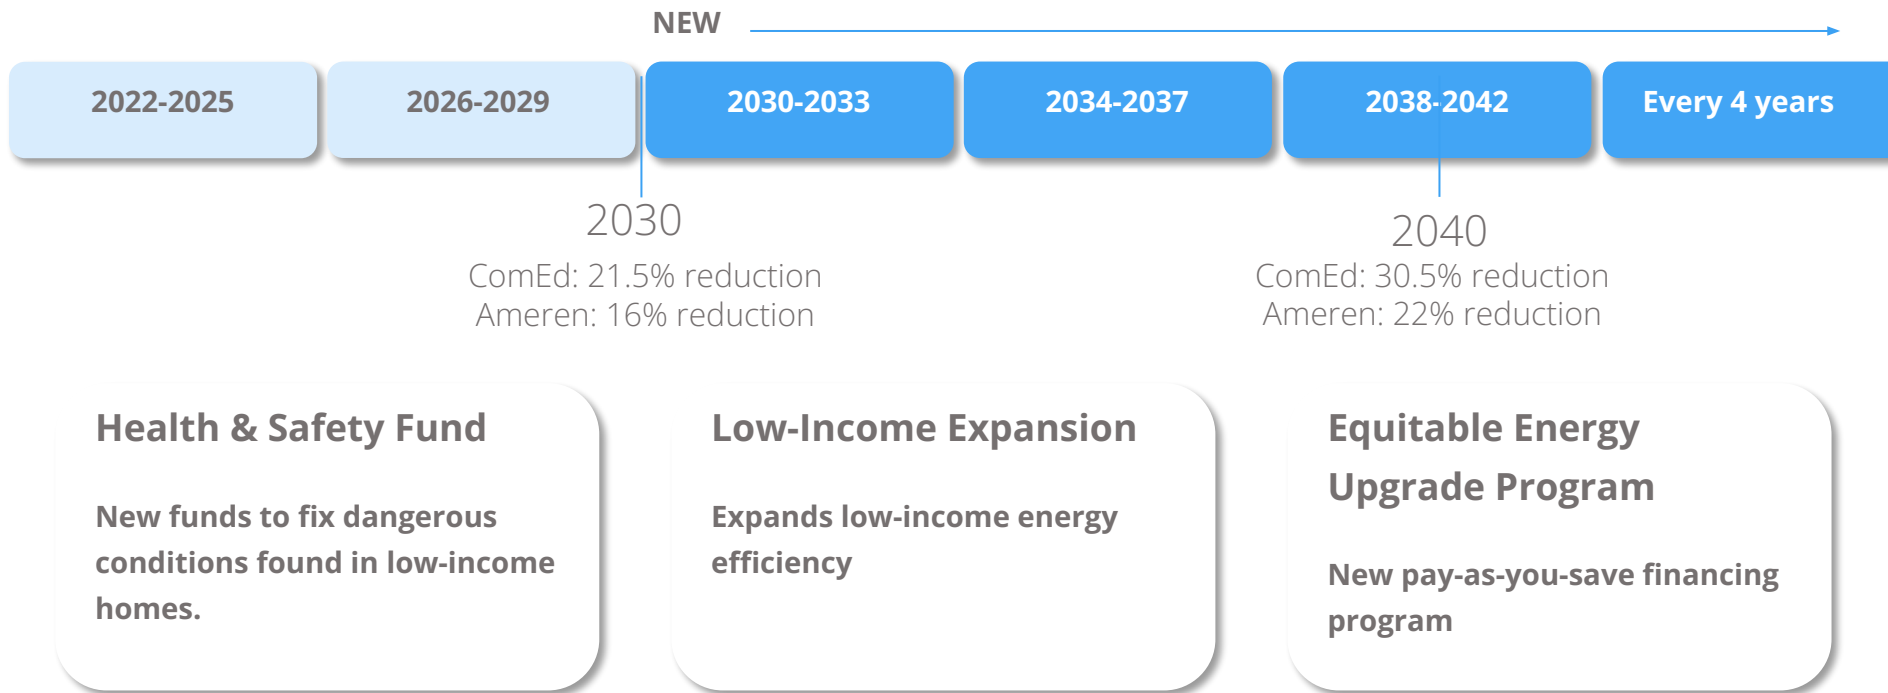 NEW
2022-2025
2026-2029
2030-2033
2034-2037
2038-2042
Every 4 years
2030
ComEd: 21.5% reduction
Ameren: 16% reduction
2040
ComEd: 30.5% reduction
Ameren: 22% reduction
Health & Safety Fund
New funds to fix dangerous
conditions found in low-income
homes.
Low-Income Expansion
Expands low-income energy
efficiency
Equitable Energy
Upgrade Program
New pay-as-you-save financing
program